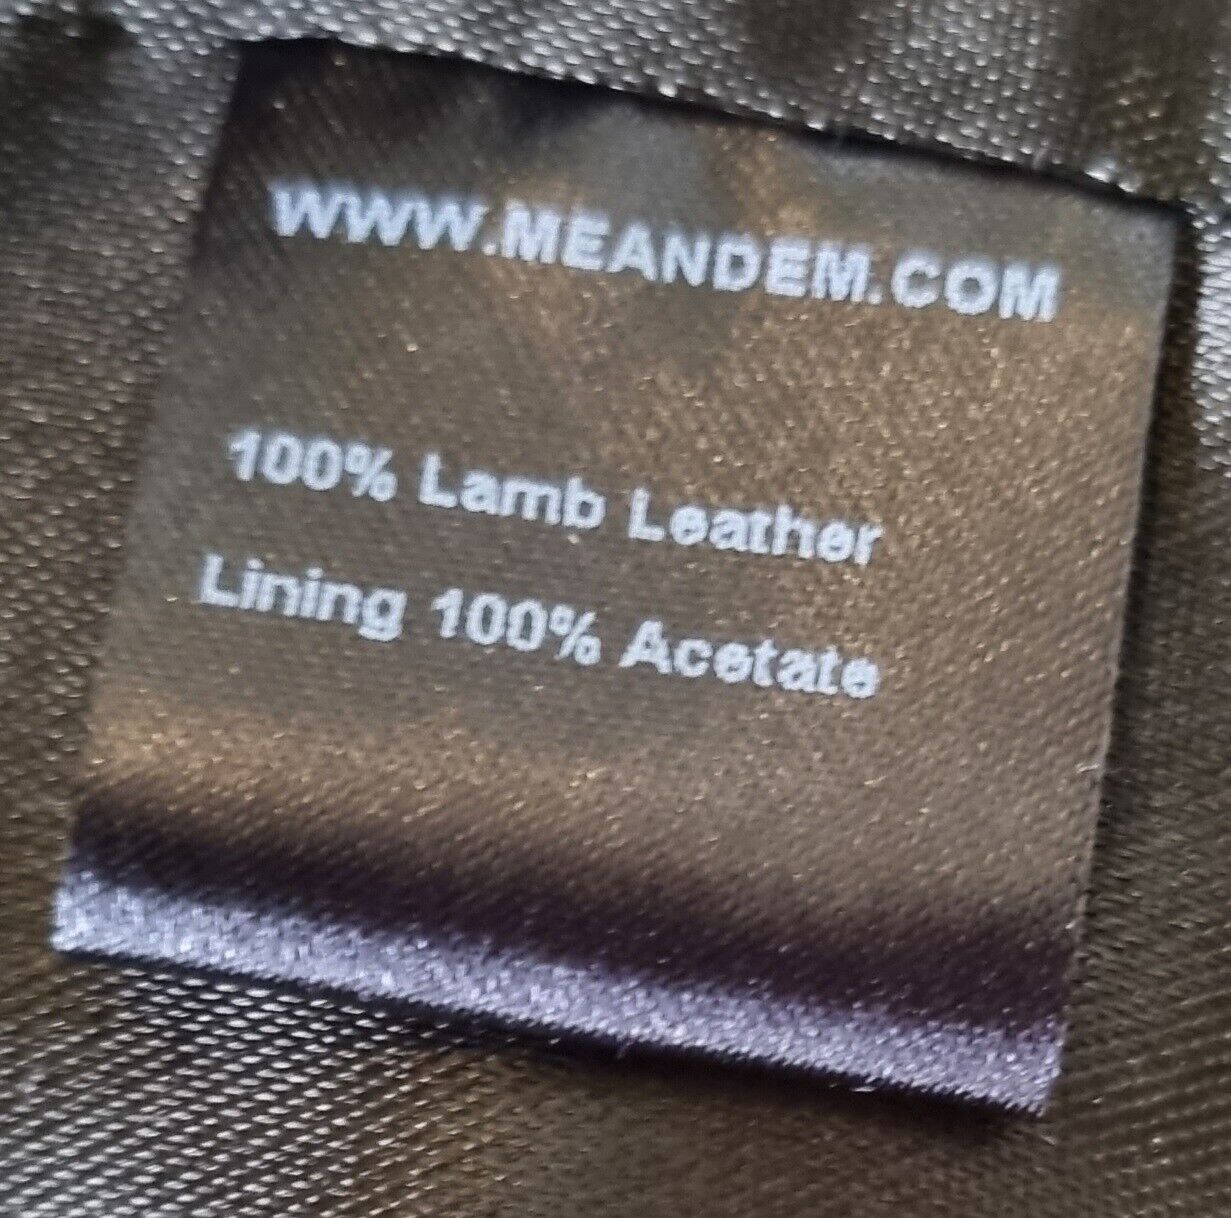 WWW.MEANDEM.COM
100% Lamb Leather
Lining 100% Acetate